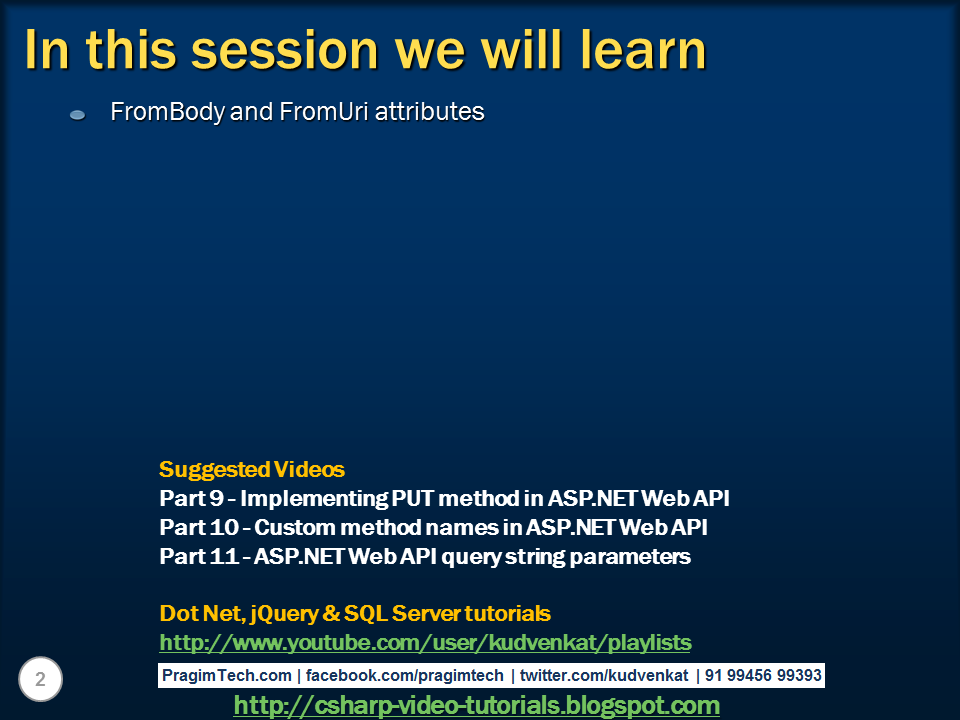 In this session we will learn
FromBody and FromUri attributes
Suggested Videos
Part 9 - Implementing PUT method in ASP.NET Web API
Part 10 - Custom method names in ASP.NET Web API
Part 11 - ASP.NET Web API query string parameters
Dot Net, jQuery & SQL Server tutorials
http://www.youtube.com/user/kudvenkat/playlists
2
PragimTech.com | facebook.com/pragimtech | twitter.com/kudvenkat | 91 99456 99393
http://csharp-video-tutorials.blogspot.com